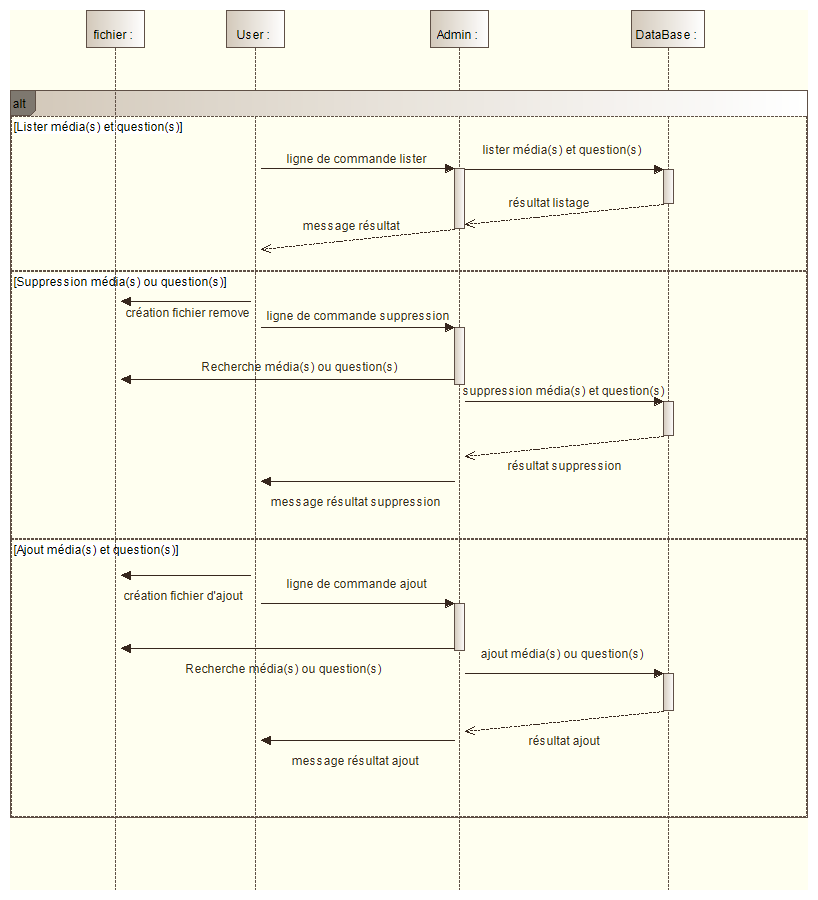 fichier :
User :
Admin :
DataBase :
alt
[Lister média(s) et question(s)]
lister média(s) et question(s)
ligne de commande lister
résultat listage
message résultat
[Suppression média(s) ou question(s)]
création fichier remove
ligne de commande suppression
Recherche média(s) ou question(s)
suppression média(s) et question(s)
résultat suppression
message résultat suppression
[Ajout média(s) et question(s)]
ligne de commande ajout
création fichier d'ajout
ajout média(s) ou question(s)
Recherche média(s) ou question(s)
résultat ajout
message résultat ajout